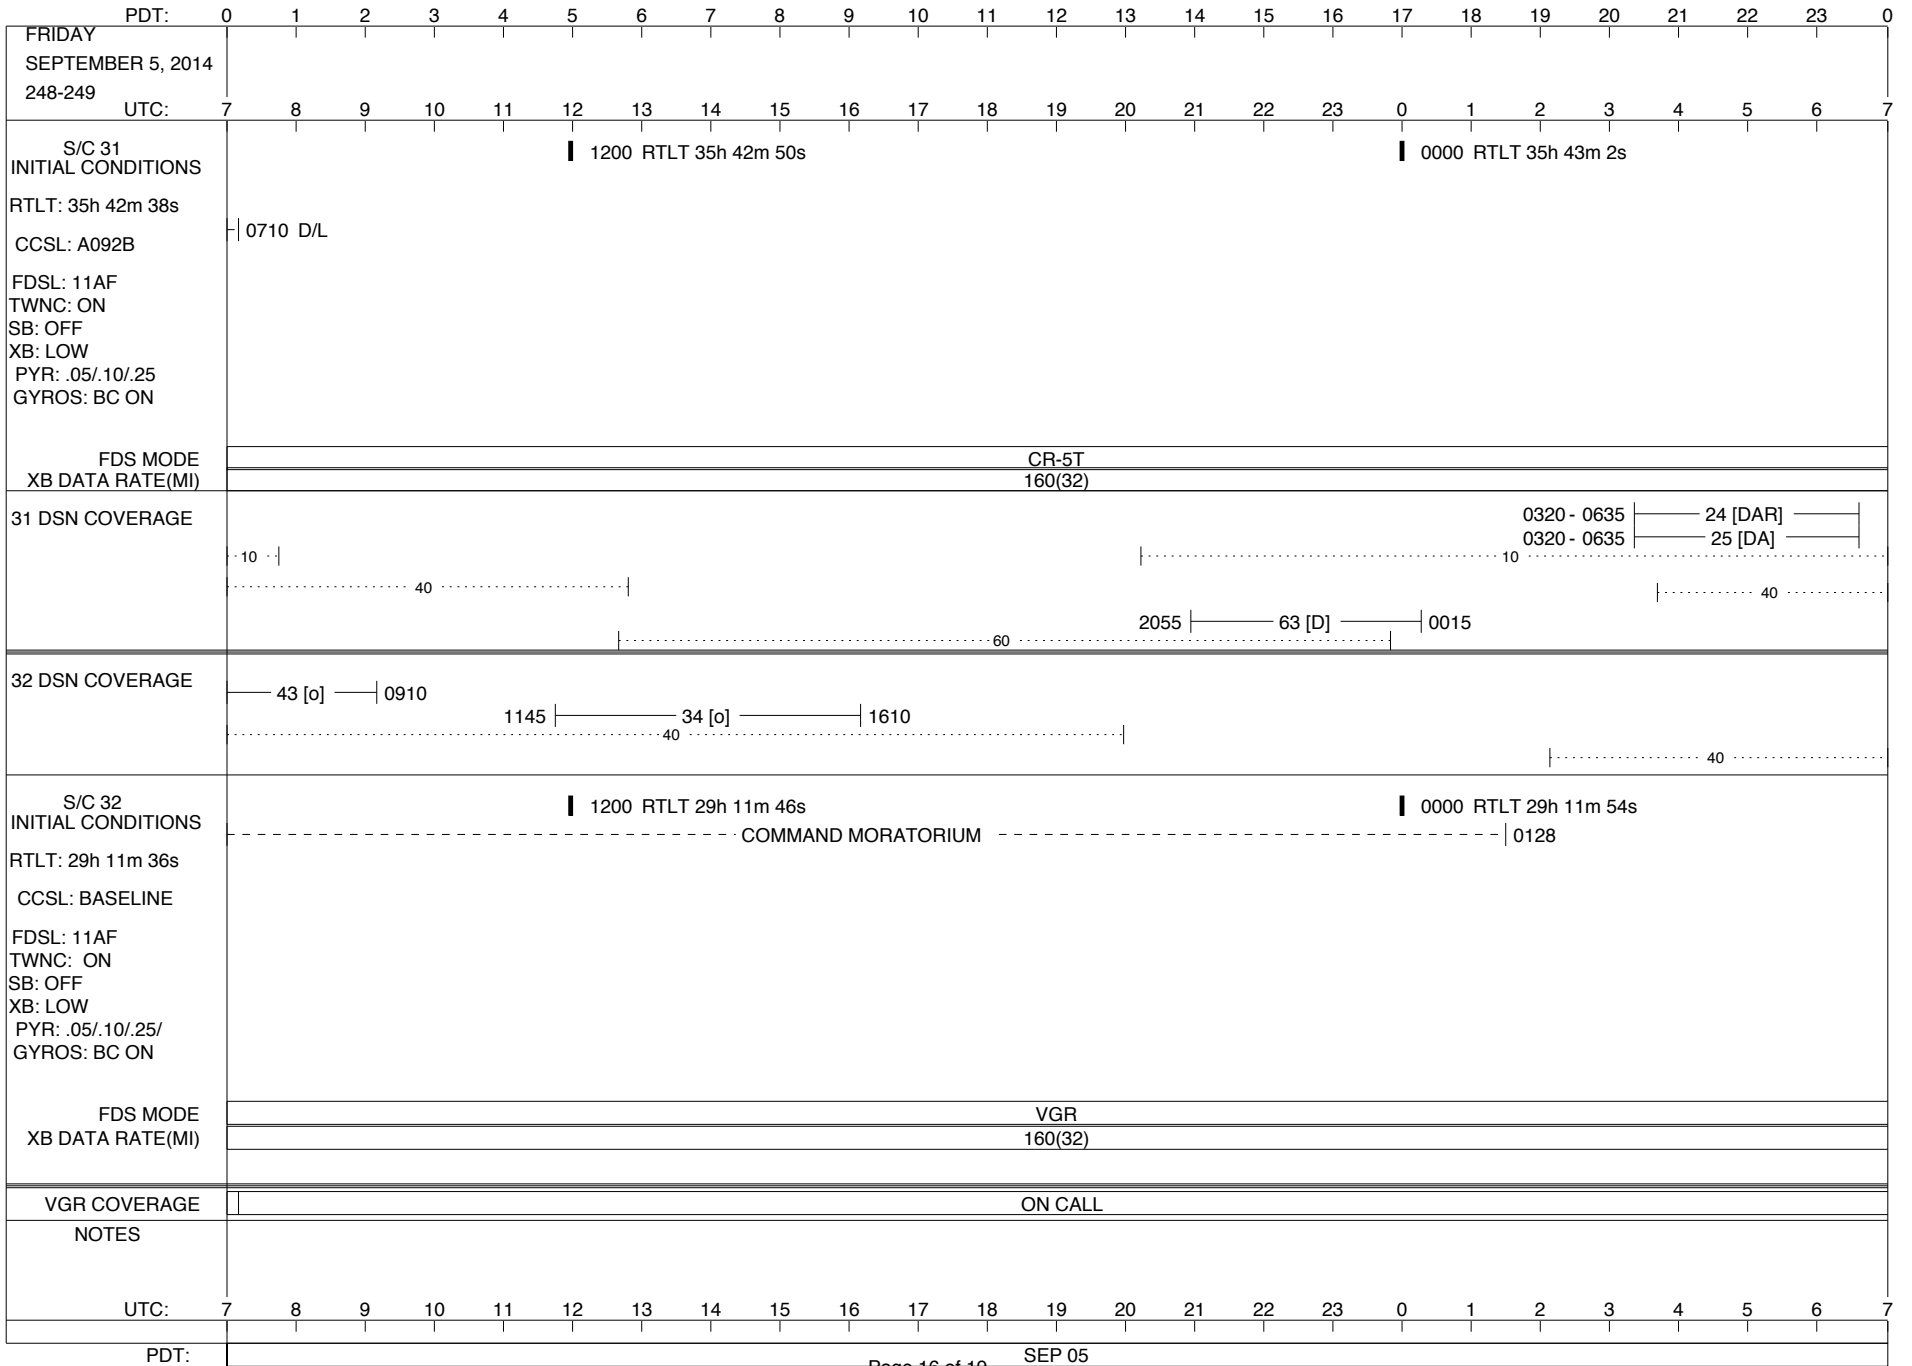 PDT: 0 1 2 3 4 5 6 7 8 9 10 11 12 13 14 15 16 17 18 19 20 21 22 23 0
FRIDAY
SEPTEMBER 5, 2014
248-249
UTC: 7 8 9 10 11 12 13 14 15 16 17 18 19 20 21 22 23 0 1 2 3 4 5 6 7
S/C 31
INITIAL CONDITIONS
1200 RTLT 35h 42m 50s
0000 RTLT 35h 43m 2s
RTLT: 35h 42m 38s
0710 D/L
CCSL: A092B
FDSL: 11AF
TWNC: ON
SB: OFF
XB: LOW
PYR: .05/.10/.25
GYROS: BC ON
FDS MODE CR-5T
XB DATA RATE(MI) 160(32)
31 DSN COVERAGE
0320 - 0635 24 [DAR]
0320 - 0635 25 [DA]
10 10
40 40
2055 63 [D] 0015
60
32 DSN COVERAGE
43 [o] 0910
1145 34 [o] 1610
40
40
S/C 32
INITIAL CONDITIONS
1200 RTLT 29h 11m 46s
0000 RTLT 29h 11m 54s
COMMAND MORATORIUM 0128
RTLT: 29h 11m 36s
CCSL: BASELINE
FDSL: 11AF
TWNC: ON
SB: OFF
XB: LOW
PYR: .05/.10/.25/
GYROS: BC ON
FDS MODE VGR
XB DATA RATE(MI) 160(32)
VGR COVERAGE ON CALL
NOTES
UTC: 7 8 9 10 11 12 13 14 15 16 17 18 19 20 21 22 23 0 1 2 3 4 5 6 7
PDT: SEP 05
Page 16 of 19